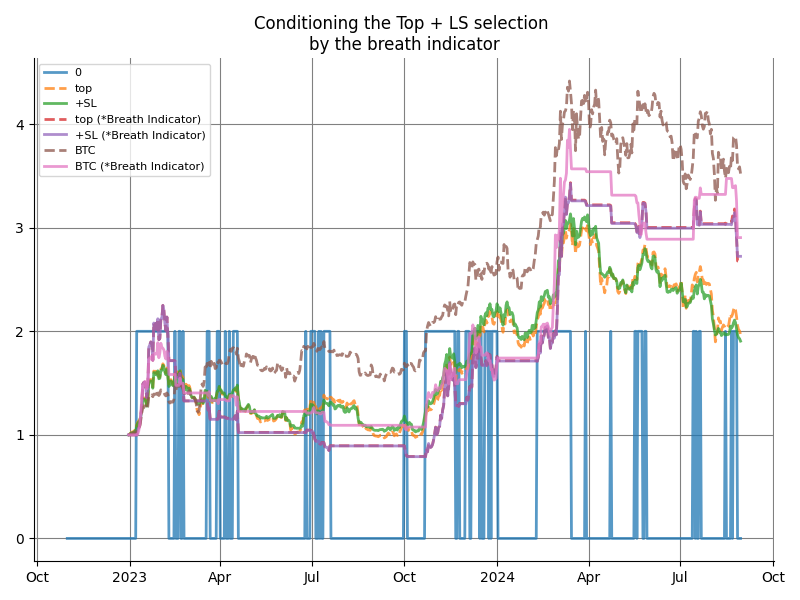 Conditioning the Top + LS selection
by the breath indicator
0
top
+SL
top (*Breath Indicator)
+SL (*Breath Indicator)
BTC
BTC (*Breath Indicator)
4
3
2
1
0
Oct
2023
Apr
Jul
Oct
2024
Apr
Jul
Oct